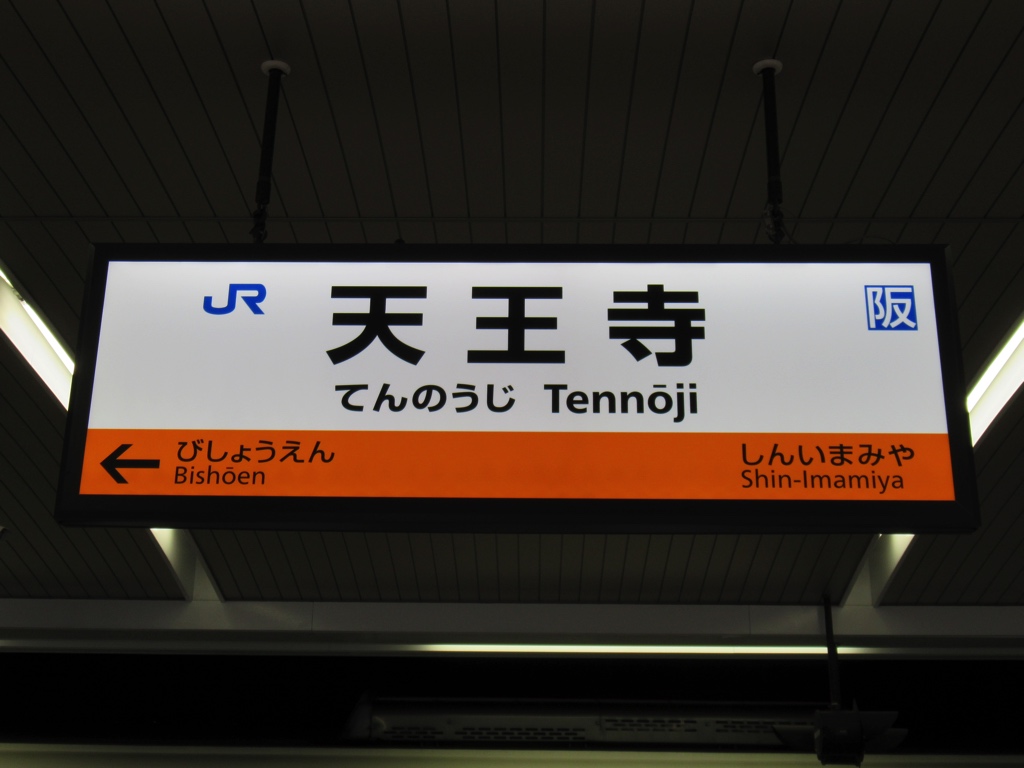 JR 天王寺 阪
てんのうじ Tennōji
← びしょうえん しんいまみや
Bishōen Shin-Imamiya